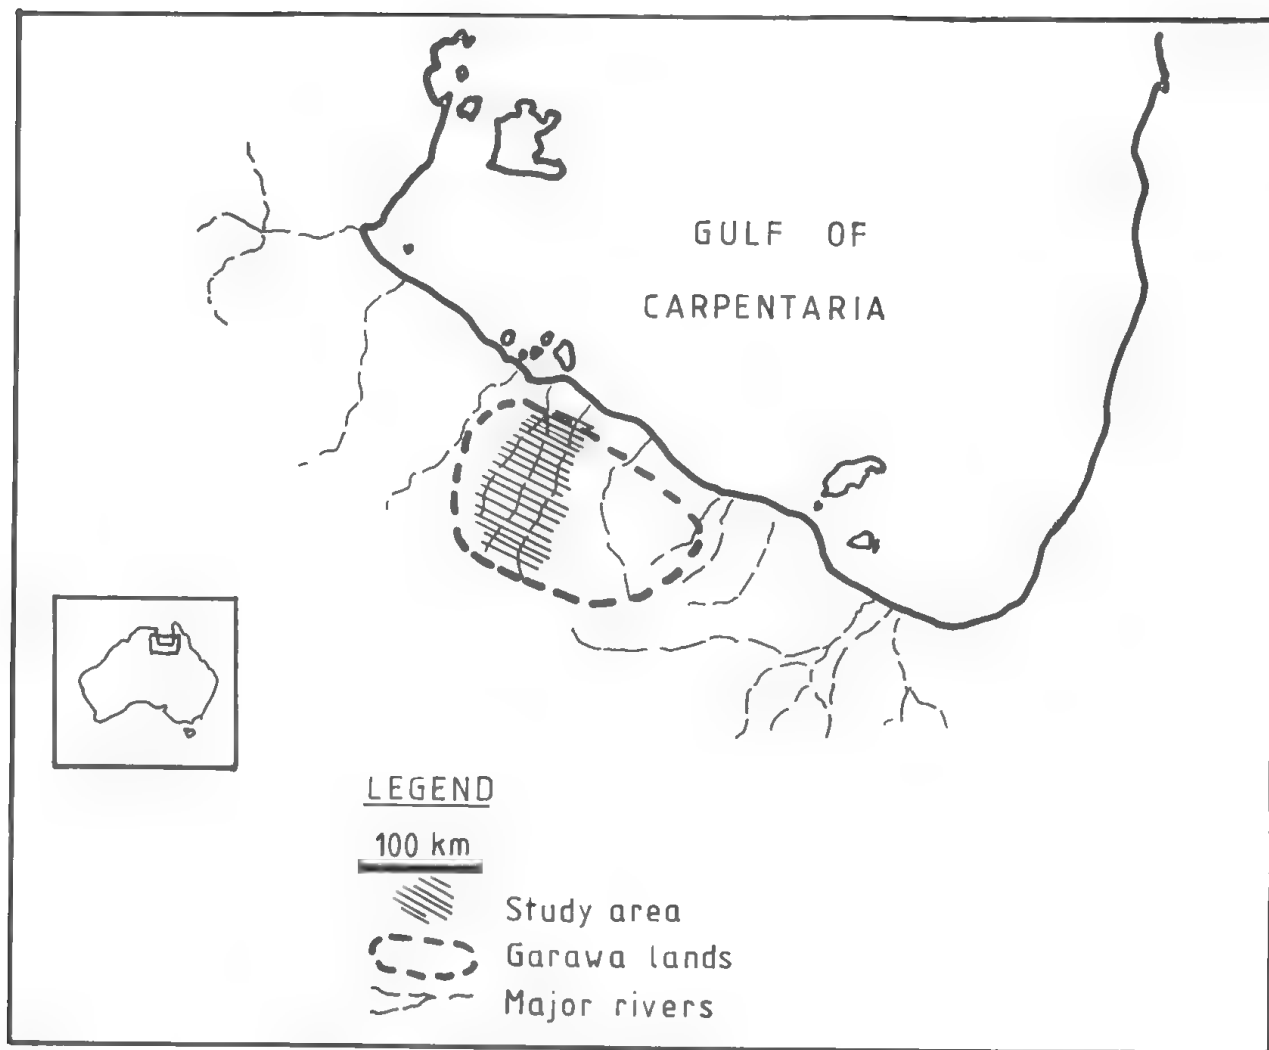 GULF OF
CARPENTARIA
LEGEND
100 km
Study area
Garawa lands
Major rivers